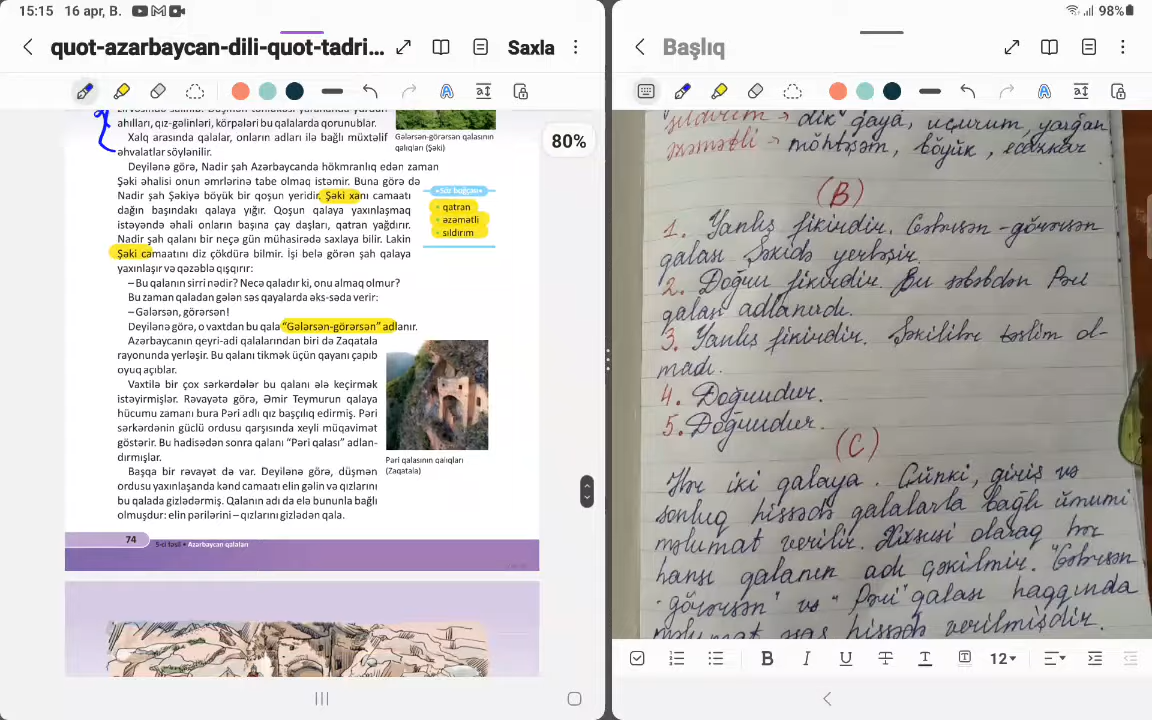 15:15 16 apr, B. 98%
quot-azarbaycan-dili-quot-tadri... Saxla
Başlıq
80%
ahılları, qız-gəlinləri, körpələri bu qalalarda qorunublar.
Xalq arasında qalalar, onların adları ilə bağlı müxtəlif
əhvalatlar söylənilir.
Gələrsən-görərsən qalasının
qalıqları (Şəki)
Deyilənə görə, Nadir şah Azərbaycanda hökmranlıq edən zaman
Şəki əhalisi onun əmrlərinə tabe olmaq istəmir. Buna görə də
Nadir şah Şəkiyə böyük bir qoşun yeridir. Şəki xanı camaatı
dağın başındakı qalaya yığır. Qoşun qalaya yaxınlaşmaq
istəyəndə əhali onların başına çay daşları, qatran yağdırır.
Nadir şah qalanı bir neçə gün mühasirədə saxlaya bilir. Lakin
Şəki camaatını diz çökdürə bilmir. İşi belə görən şah qalaya
yaxınlaşır və qəzəblə qışqırır:
– Bu qalanın sirri nədir? Necə qaladır ki, onu almaq olmur?
Bu zaman qaladan gələn səs qayalarda əks-səda verir:
– Gələrsən, görərsən!
Deyilənə görə, o vaxtdan bu qala “Gələrsən-görərsən” adlanır.
•Söz boğçası•
• qatran
• əzəmətli
• sıldırım
Azərbaycanın qeyri-adi qalalarından biri də Zaqatala
rayonunda yerləşir. Bu qalanı tikmək üçün qayanı çapıb
oyuq açıblar.
Vaxtilə bir çox sərkərdələr bu qalanı ələ keçirmək
istəyirmişlər. Rəvayətə görə, Əmir Teymurun qalaya
hücumu zamanı bura Pəri adlı qız başçılıq edirmiş. Pəri
sərkərdənin güclü ordusu qarşısında xeyli müqavimət
göstərir. Bu hadisədən sonra qalanı “Pəri qalası” adlan-
dırmışlar.
Başqa bir rəvayət də var. Deyilənə görə, düşmən
ordusu yaxınlaşanda kənd camaatı elin gəlin və qızlarını
bu qalada gizlədərmiş. Qalanın adı da elə bununla bağlı
olmuşdur: elin pərilərini – qızlarını gizlədən qala.
Pəri qalasının qalıqları
(Zaqatala)
74 5-ci fəsil • Azərbaycan qalaları
sıldırım → dik qaya, uçurum, yarğan
əzəmətli → möhtəşəm, böyük, ecazkar
(B)
1. Yanlış fikirdir. Gələrsən-görərsən
qalası Şəkidə yerləşir.
2. Doğru fikirdir. Bu səbəbdən Pəri
qalası adlanırdı.
3. Yanlış fikirdir. Şəkililər təslim ol-
madı.
4. Doğrudur.
5. Doğrudur.
(C)
Hər iki qalaya. Çünki, giriş və
sonluq hissədə qalalarla bağlı ümumi
məlumat verilir. Xüsusi olaraq hər
hansı qalanın adı çəkilmir. "Gələrsən
-görərsən" və "Pəri" qalası haqqında
məlumat əsas hissədə verilmişdir.
B I U T T 12